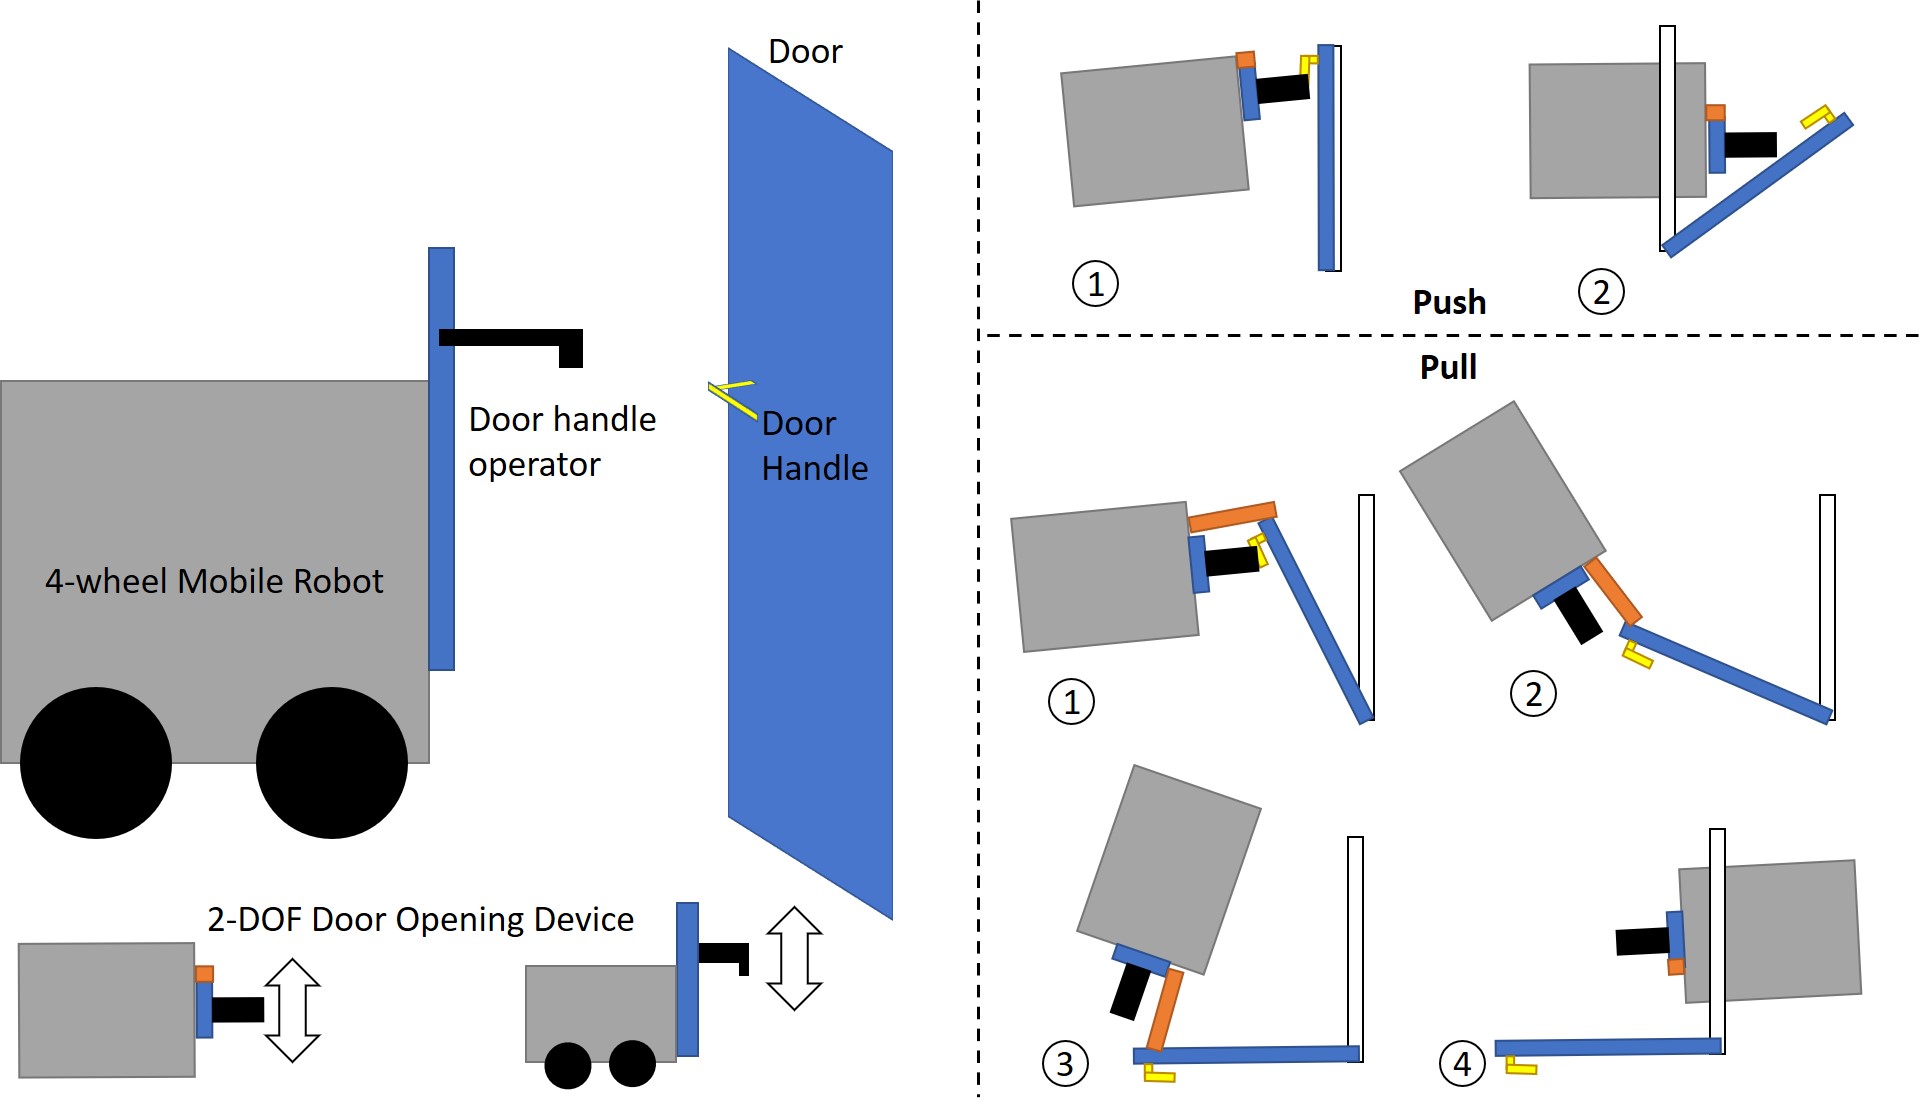 Door
Door handle
operator
Door
Handle
4-wheel Mobile Robot
2-DOF Door Opening Device
1
2
Push
Pull
1
2
3
4